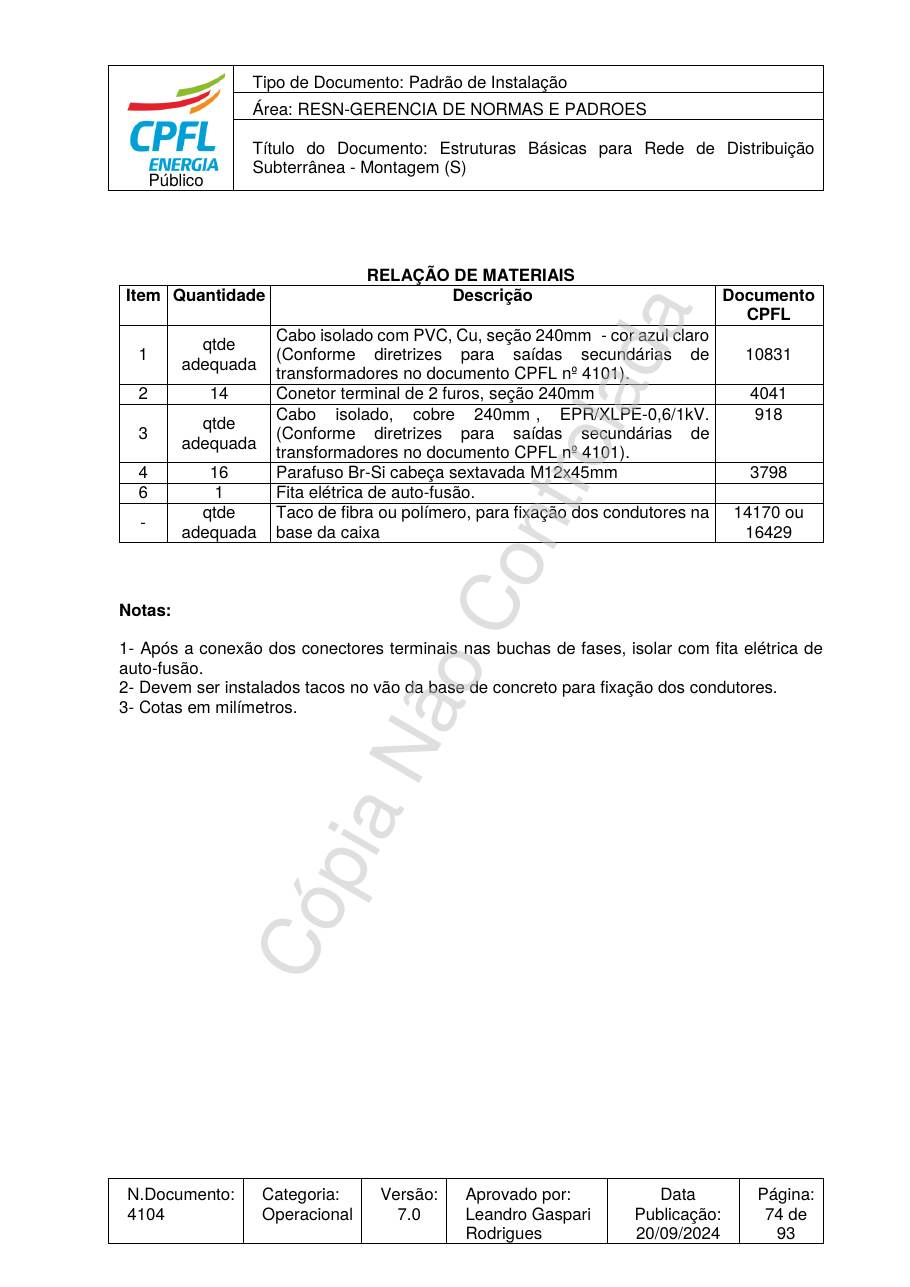 CPFL
ENERGIA
Público
Tipo de Documento: Padrão de Instalação
Área: RESN-GERENCIA DE NORMAS E PADROES
Título do Documento: Estruturas Básicas para Rede de Distribuição
Subterrânea - Montagem (S)
RELAÇÃO DE MATERIAIS
Item Quantidade Descrição Documento
CPFL
1 qtde
adequada
Cabo isolado com PVC, Cu, seção 240mm - cor azul claro
(Conforme diretrizes para saídas secundárias de
transformadores no documento CPFL nº 4101).
10831
2 14 Conetor terminal de 2 furos, seção 240mm 4041
3 qtde
adequada
Cabo isolado, cobre 240mm , EPR/XLPE-0,6/1kV.
(Conforme diretrizes para saídas secundárias de
transformadores no documento CPFL nº 4101).
918
4 16 Parafuso Br-Si cabeça sextavada M12x45mm 3798
6 1 Fita elétrica de auto-fusão.
- qtde
adequada
Taco de fibra ou polímero, para fixação dos condutores na
base da caixa
14170 ou
16429
Notas:
1- Após a conexão dos conectores terminais nas buchas de fases, isolar com fita elétrica de
auto-fusão.
2- Devem ser instalados tacos no vão da base de concreto para fixação dos condutores.
3- Cotas em milímetros.
Cópia Não Controlada
N.Documento:
4104
Categoria:
Operacional
Versão:
7.0
Aprovado por:
Leandro Gaspari
Rodrigues
Data
Publicação:
20/09/2024
Página:
74 de
93